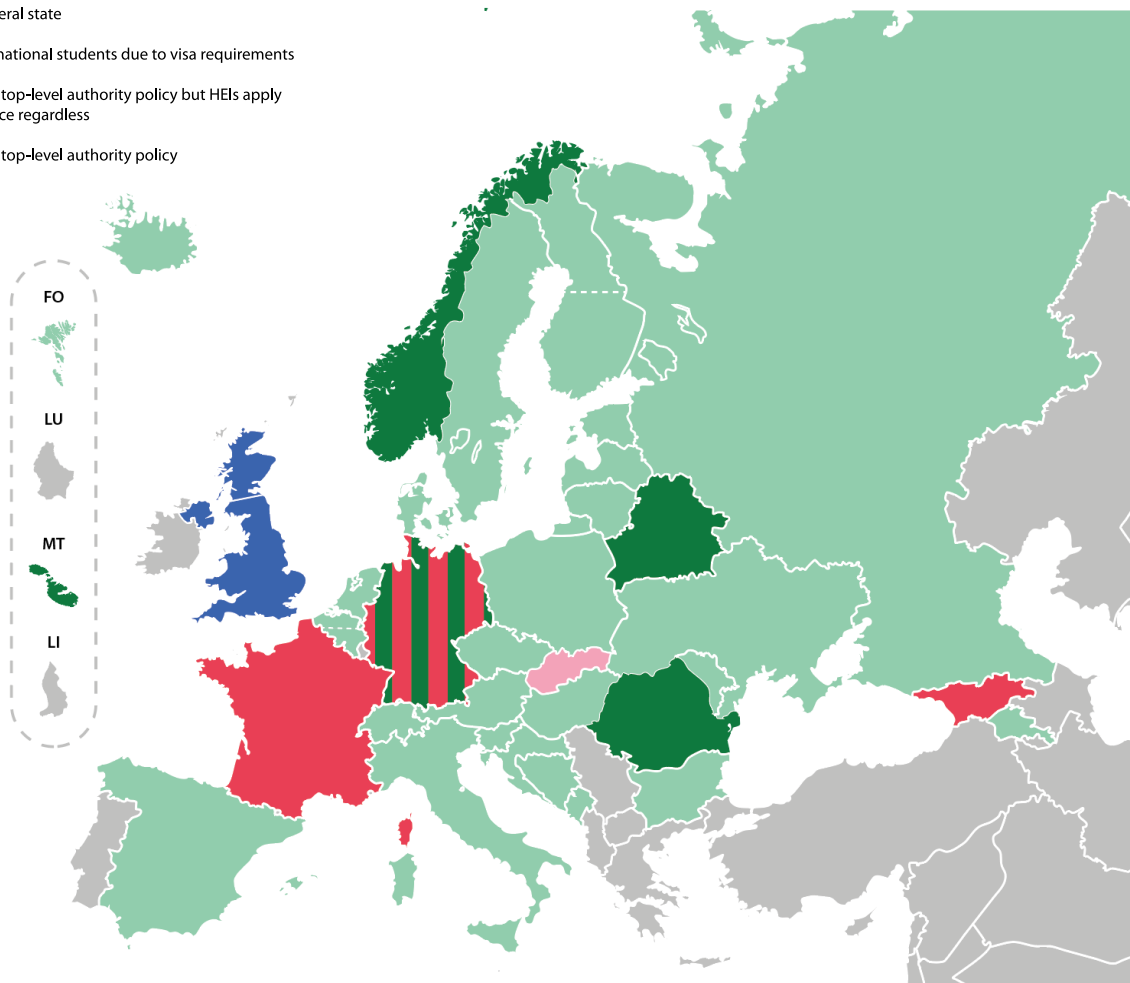 eral state
national students due to visa requirements
top-level authority policy but HEIs apply
ce regardless
top-level authority policy
FO
LU
MT
LI